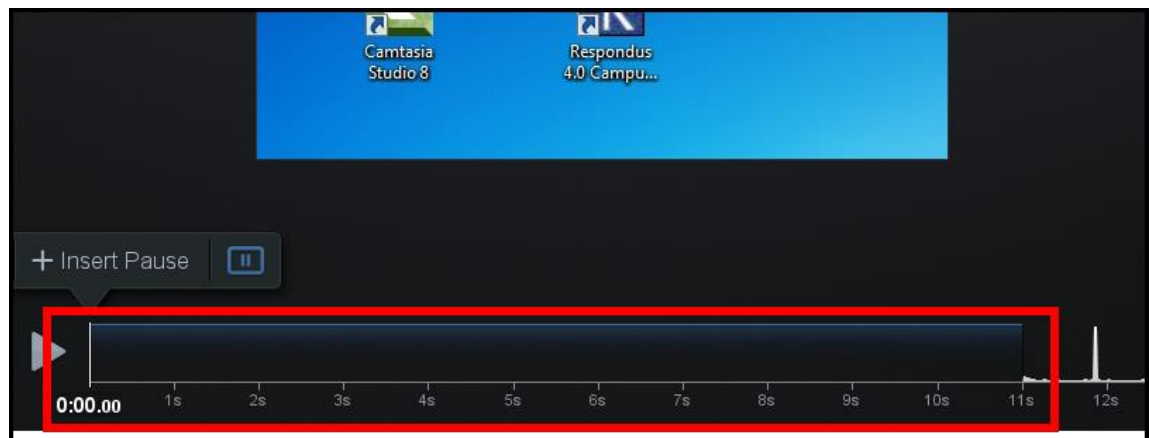 Camtasia
Studio 8
Respondus
4.0 Campu...
+ Insert Pause
0:00.00 1s 2s 3s 4s 5s 6s 7s 8s 9s 10s 11s 12s